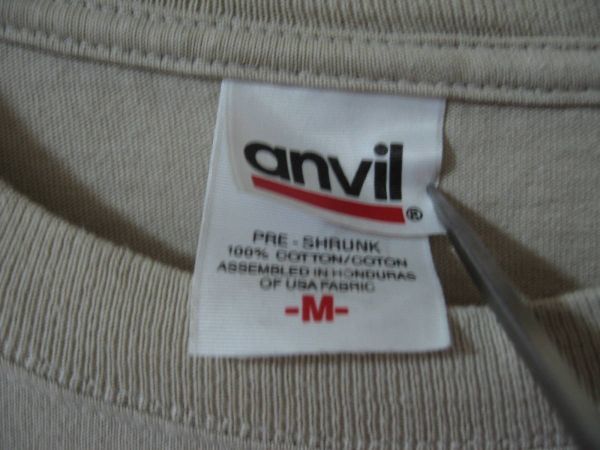 anvil
®
PRE - SHRUNK
100% COTTON/COTON
ASSEMBLED IN HONDURAS
OF USA FABRIC
-M-